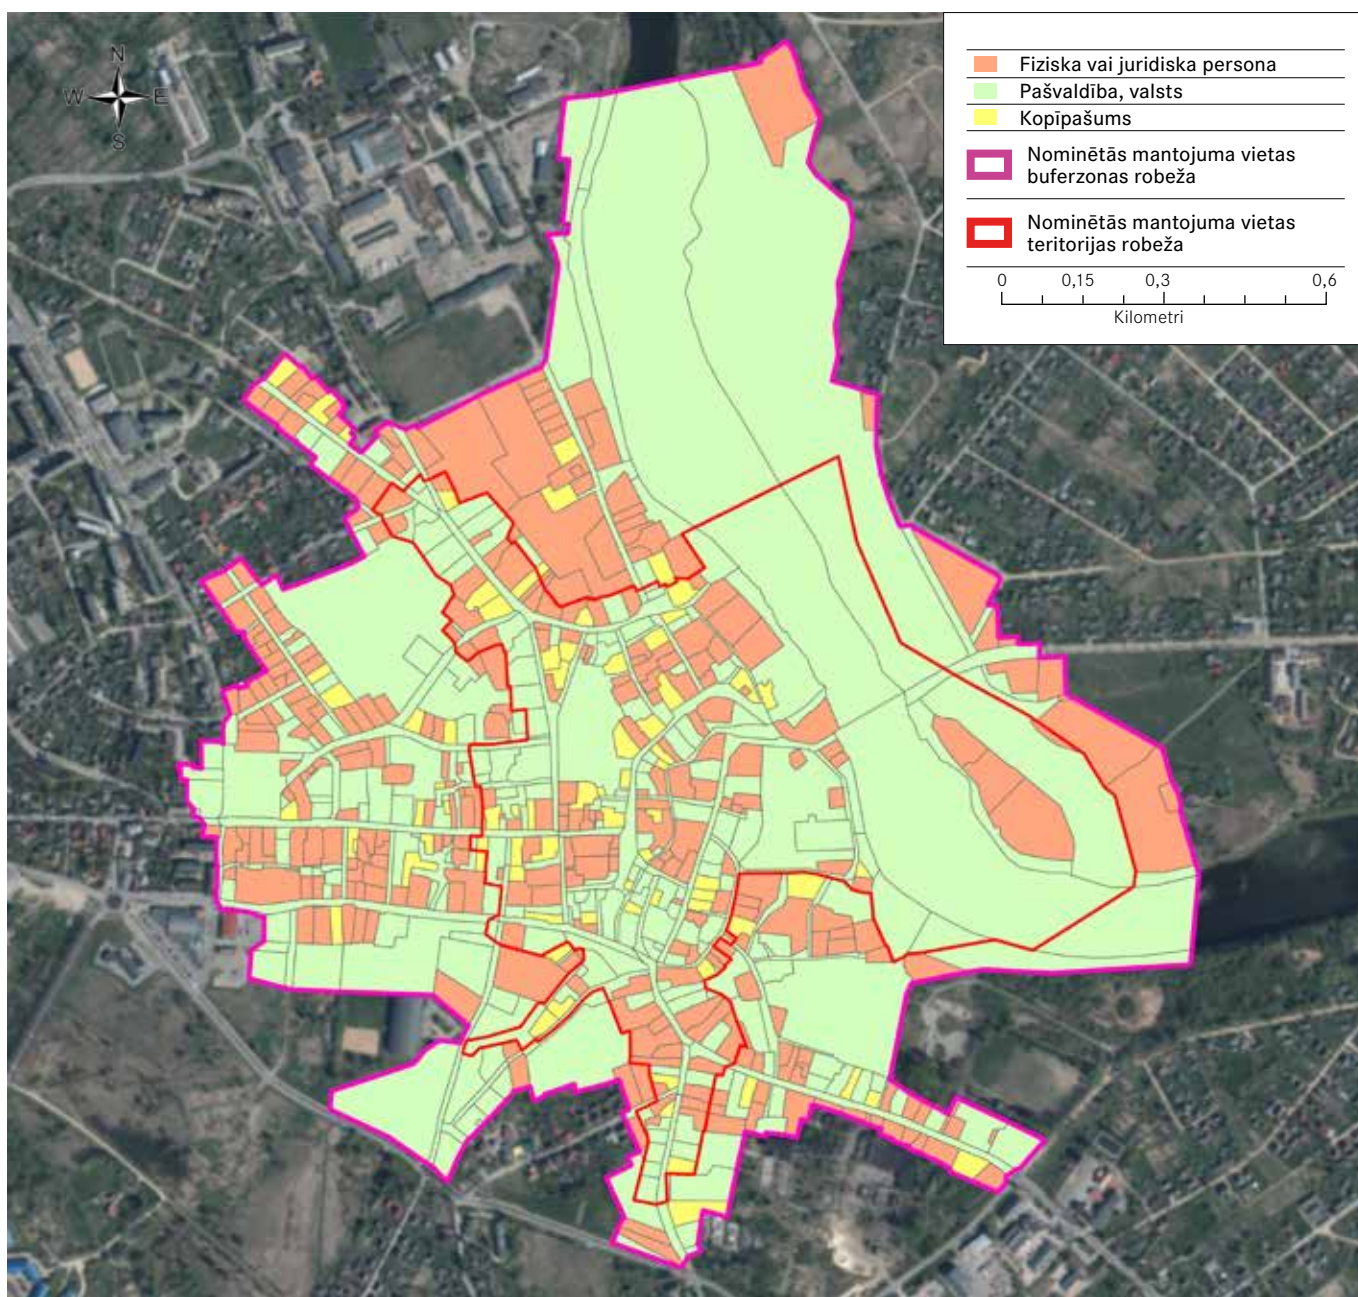 N
W E
S
Fiziska vai juridiska persona
Pašvaldība, valsts
Kopīpašums
Nominētās mantojuma vietas
buferzonas robeža
Nominētās mantojuma vietas
teritorijas robeža
0 0,15 0,3 0,6
Kilometri